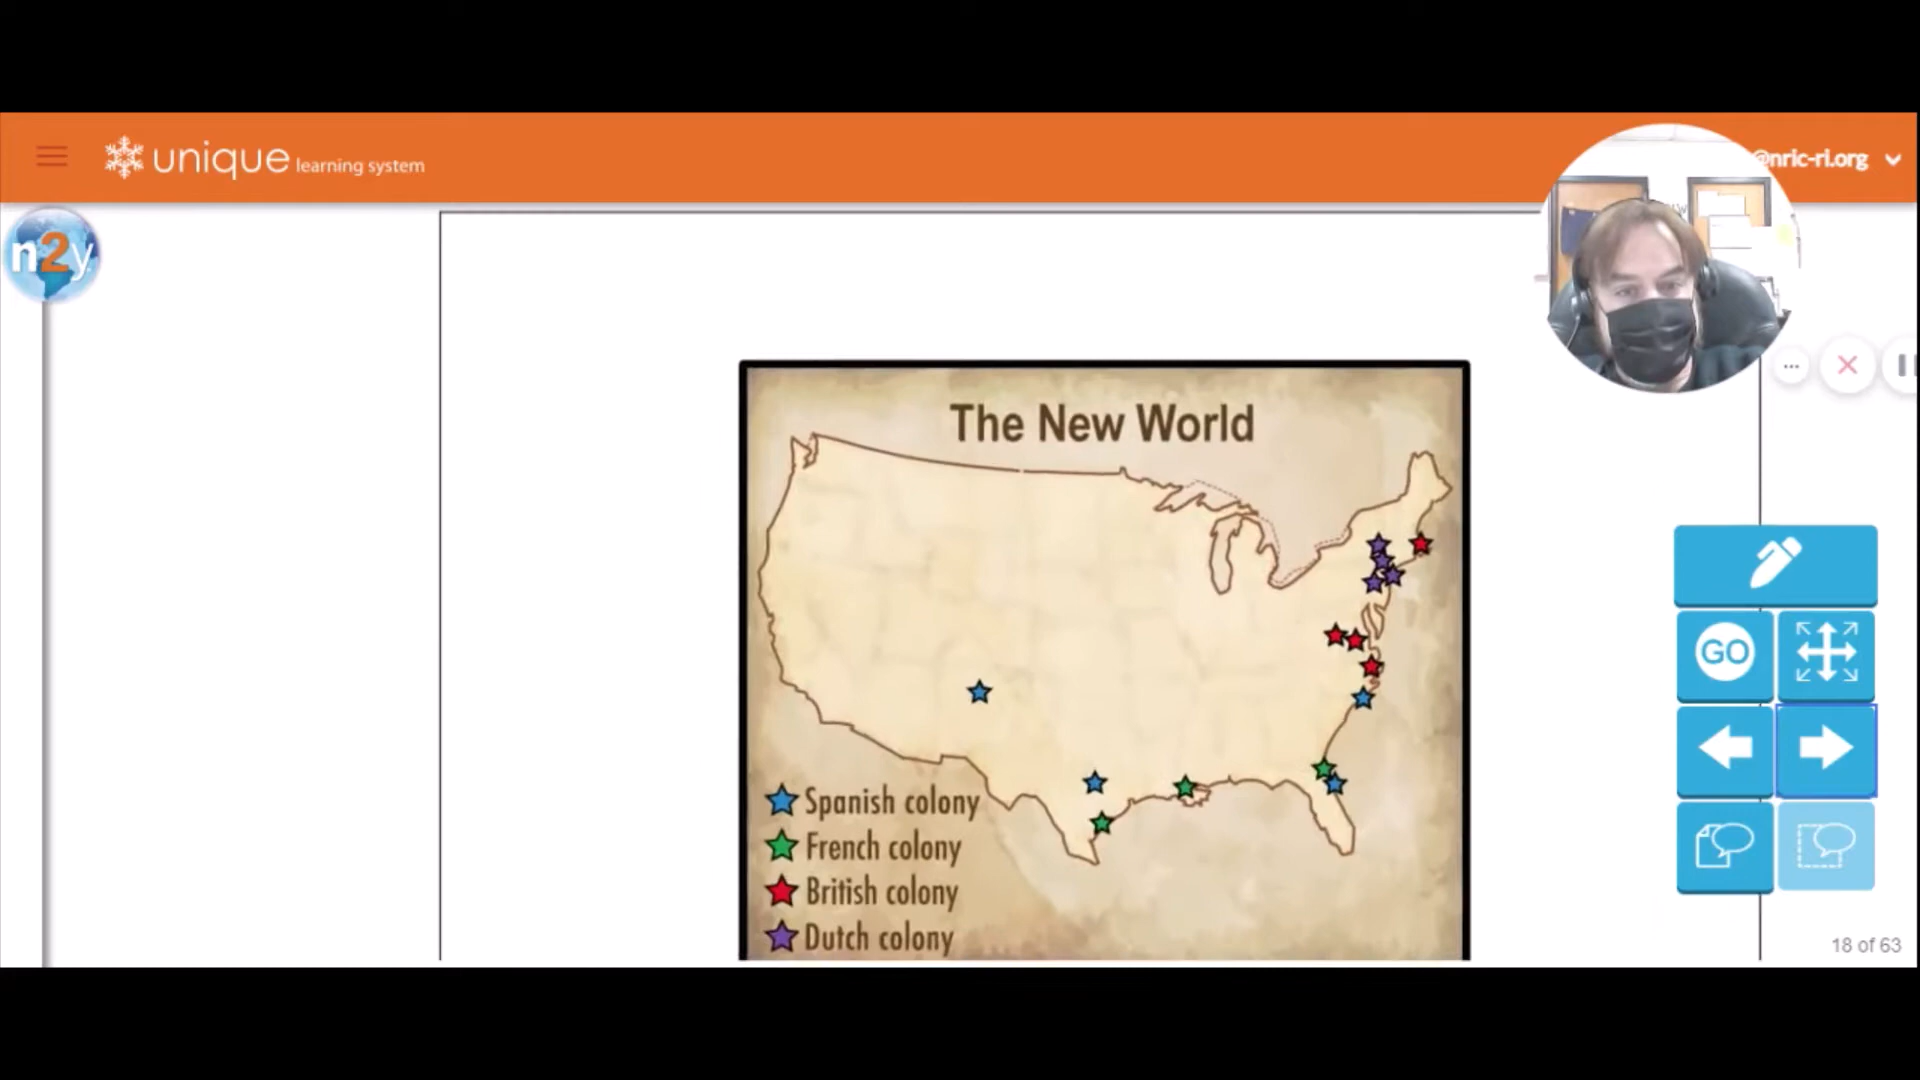 unique learning system
@nric-ri.org
n2y
The New World
Spanish colony
French colony
British colony
Dutch colony
GO
18 of 63